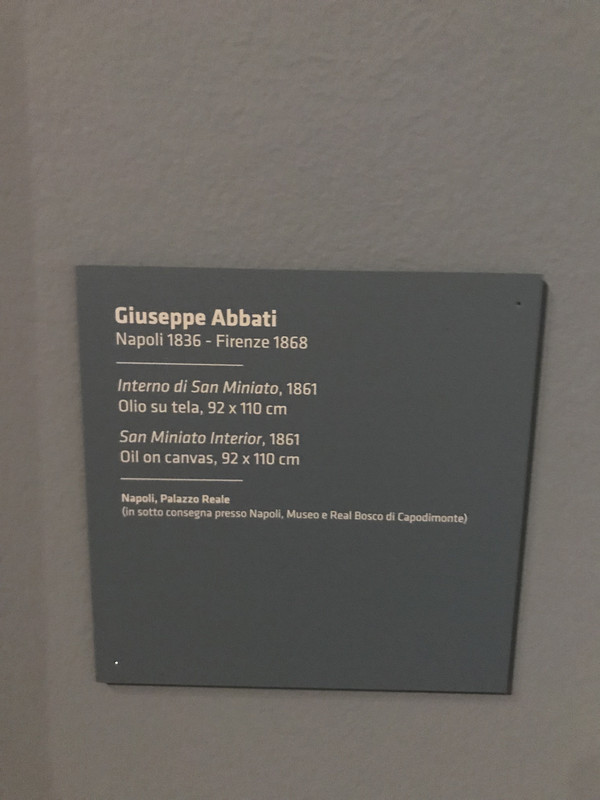 Giuseppe Abbati
Napoli 1836 - Firenze 1868
Interno di San Miniato, 1861
Olio su tela, 92 x 110 cm
San Miniato Interior, 1861
Oil on canvas, 92 x 110 cm
Napoli, Palazzo Reale
(in sotto consegna presso Napoli, Museo e Real Bosco di Capodimonte)